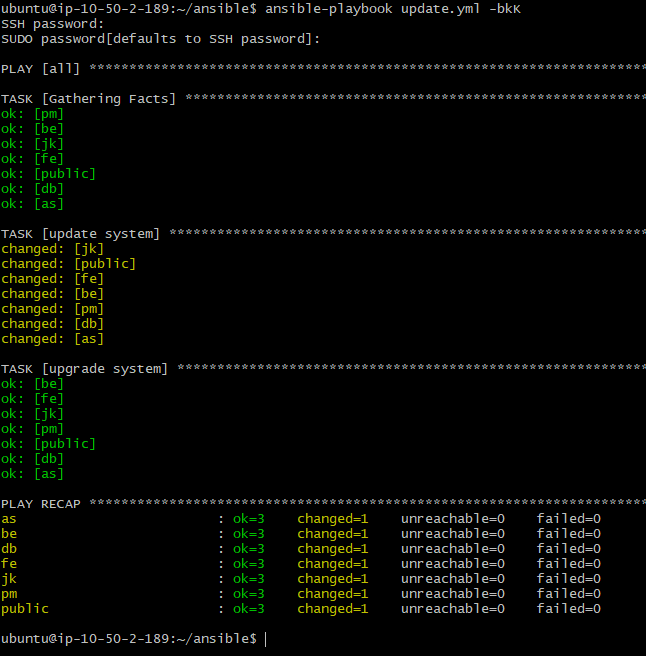 ubuntu@ip-10-50-2-189:~/ansible$ ansible-playbook update.yml -bkK
SSH password:
SUDO password[defaults to SSH password]:
PLAY [all] **********************************************************************
TASK [Gathering Facts] **********************************************************
ok: [pm]
ok: [be]
ok: [jk]
ok: [fe]
ok: [public]
ok: [db]
ok: [as]
TASK [update system] ************************************************************
changed: [jk]
changed: [public]
changed: [fe]
changed: [be]
changed: [pm]
changed: [db]
changed: [as]
TASK [upgrade system] ***********************************************************
ok: [be]
ok: [fe]
ok: [jk]
ok: [pm]
ok: [public]
ok: [db]
ok: [as]
PLAY RECAP **********************************************************************
as                         : ok=3    changed=1    unreachable=0    failed=0
be                         : ok=3    changed=1    unreachable=0    failed=0
db                         : ok=3    changed=1    unreachable=0    failed=0
fe                         : ok=3    changed=1    unreachable=0    failed=0
jk                         : ok=3    changed=1    unreachable=0    failed=0
pm                         : ok=3    changed=1    unreachable=0    failed=0
public                     : ok=3    changed=1    unreachable=0    failed=0
ubuntu@ip-10-50-2-189:~/ansible$